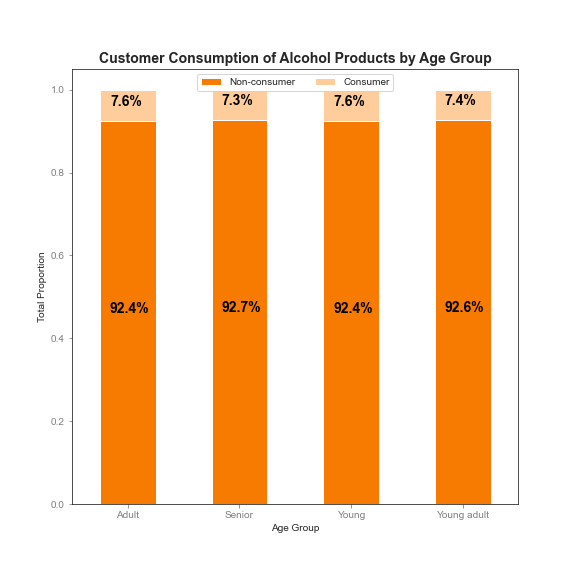 Customer Consumption of Alcohol Products by Age Group
Non-consumer Consumer
1.0
7.6% 7.3% 7.6% 7.4%
0.8
0.6
Total Proportion
92.4% 92.7% 92.4% 92.6%
0.4
0.2
0.0
Adult Senior Young Young adult
Age Group